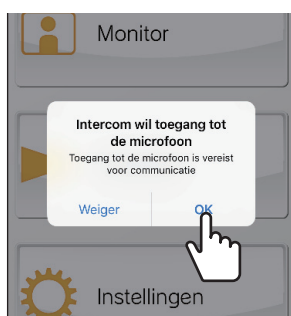 Monitor
Intercom wil toegang tot
de microfoon
Toegang tot de microfoon is vereist
voor communicatie
Weiger
OK
Instellingen